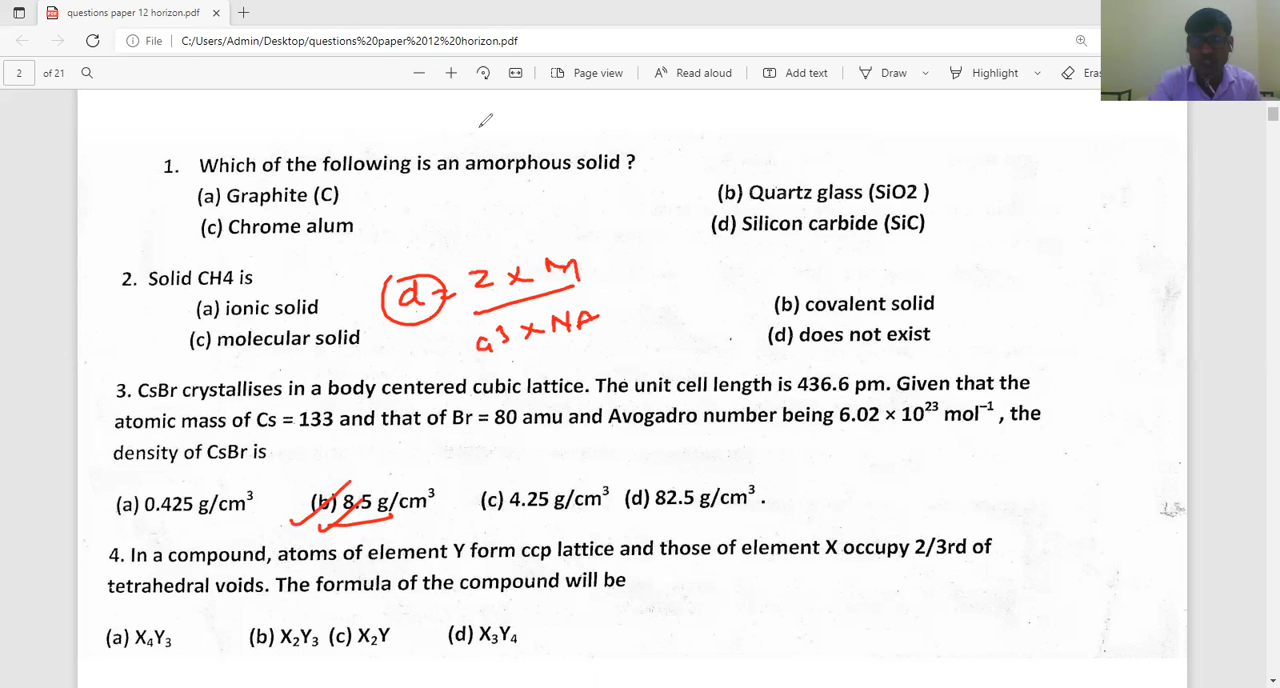 questions paper 12 horizon.pdf
File C:/Users/Admin/Desktop/questions%20paper%2012%20horizon.pdf
2 of 21 Page view Read aloud Add text Draw Highlight Eras
1. Which of the following is an amorphous solid ?
(a) Graphite (C) (b) Quartz glass (SiO2 )
(c) Chrome alum (d) Silicon carbide (SiC)
2. Solid CH4 is
(a) ionic solid (b) covalent solid
(c) molecular solid (d) does not exist
d = Z × M
a³ × NA
3. CsBr crystallises in a body centered cubic lattice. The unit cell length is 436.6 pm. Given that the
atomic mass of Cs = 133 and that of Br = 80 amu and Avogadro number being 6.02 × 10²³ mol⁻¹ , the
density of CsBr is
(a) 0.425 g/cm³ (b) 8.5 g/cm³ (c) 4.25 g/cm³ (d) 82.5 g/cm³ .
4. In a compound, atoms of element Y form ccp lattice and those of element X occupy 2/3rd of
tetrahedral voids. The formula of the compound will be
(a) X₄Y₃ (b) X₂Y₃ (c) X₂Y (d) X₃Y₄